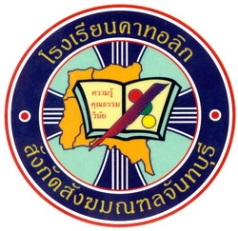 โรงเรียนคาทอลิก
ความรู้
คุณธรรม
วินัย
สังกัดสังฆมณฑลจันทบุรี